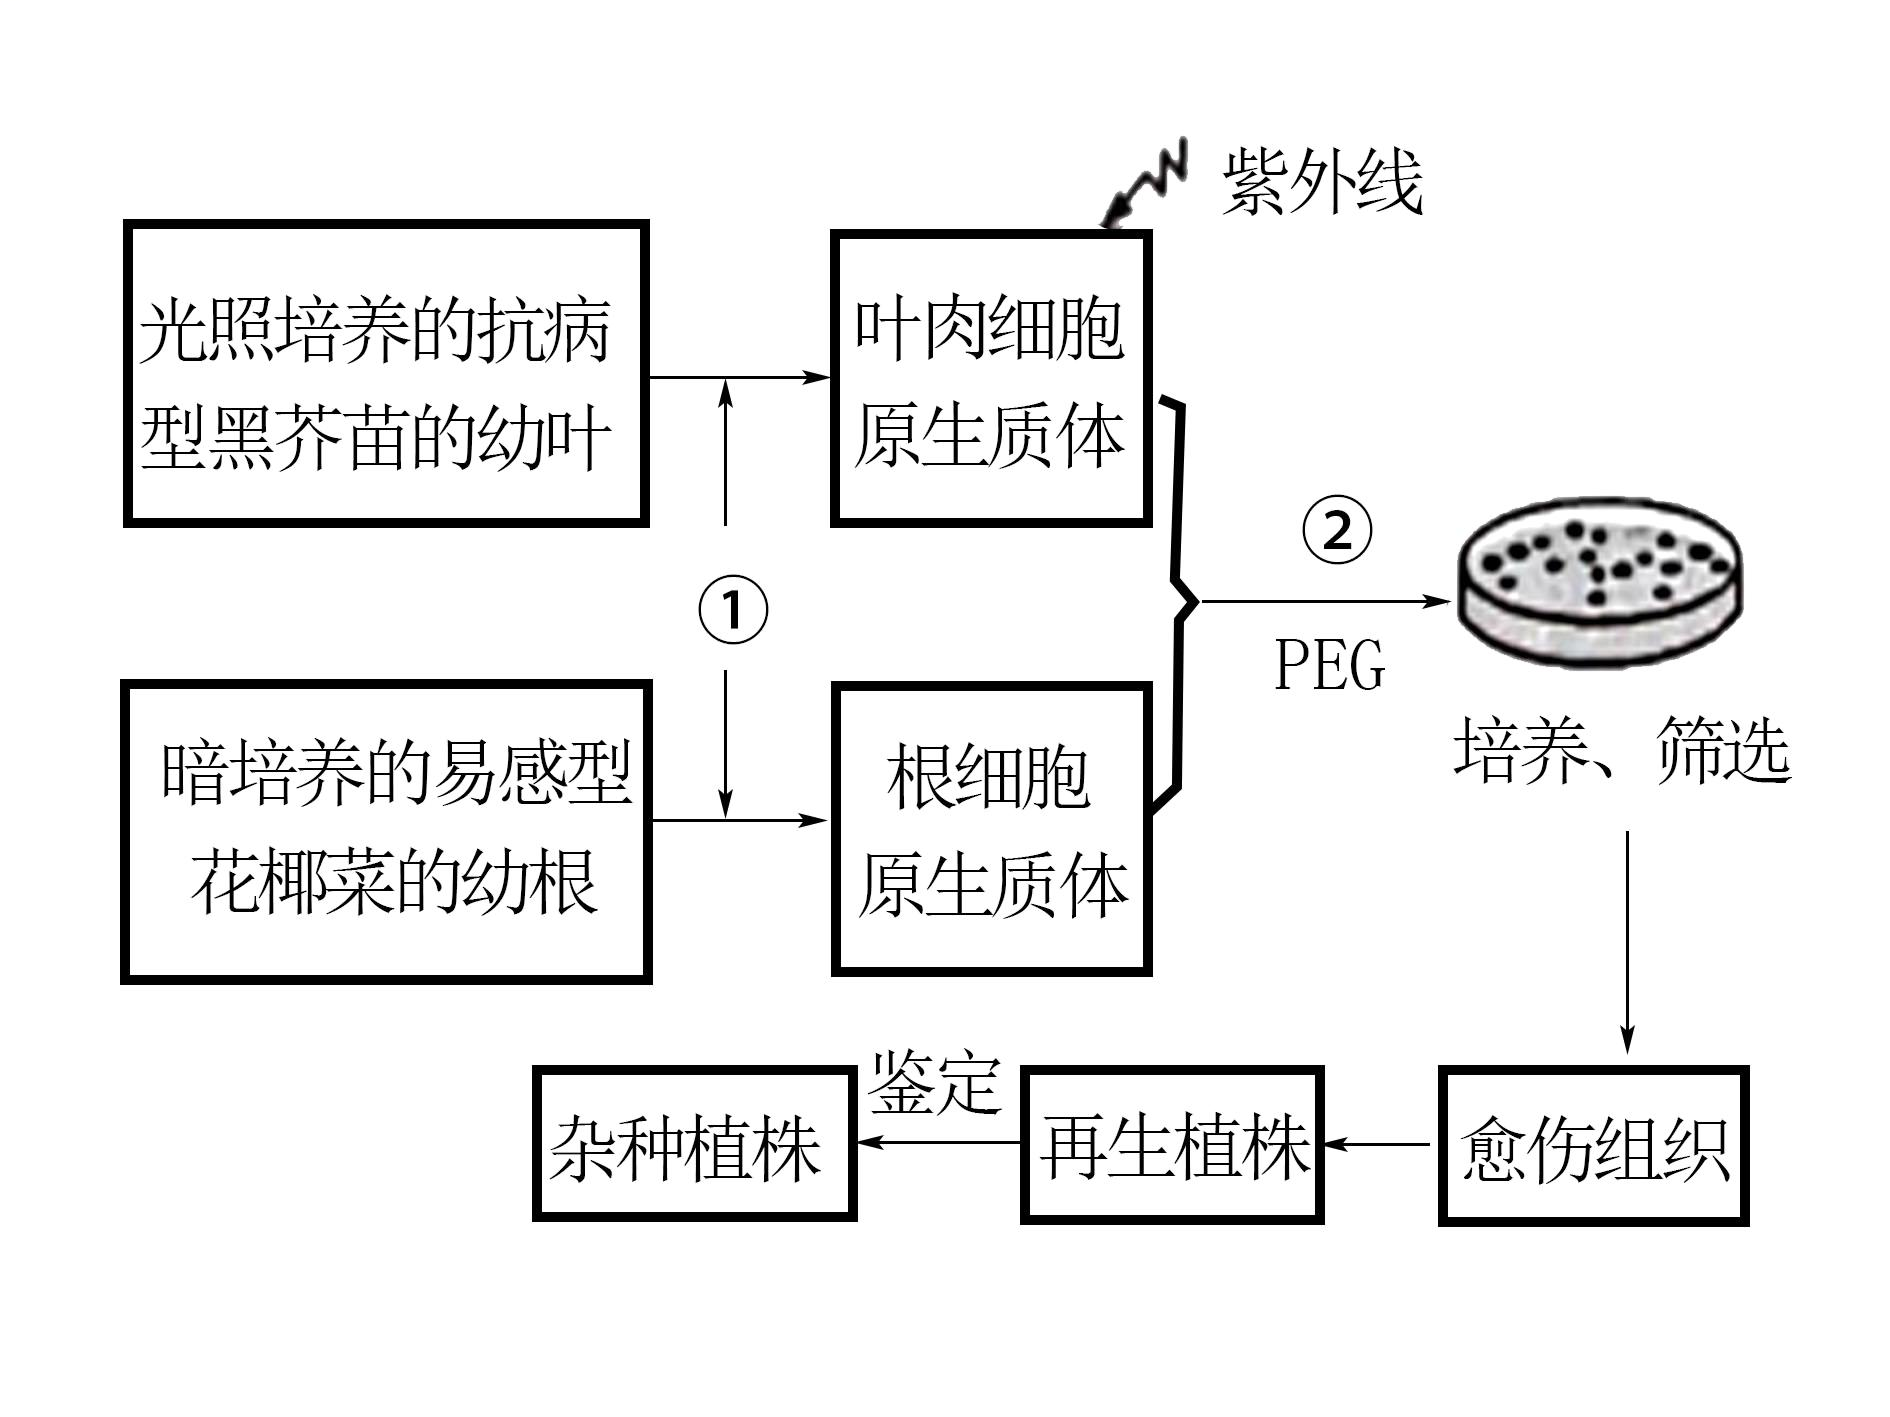 紫外线
光照培养的抗病
型黑芥苗的幼叶
叶肉细胞
原生质体
①
②
PEG
暗培养的易感型
花椰菜的幼根
根细胞
原生质体
培养、筛选
愈伤组织
再生植株
鉴定
杂种植株